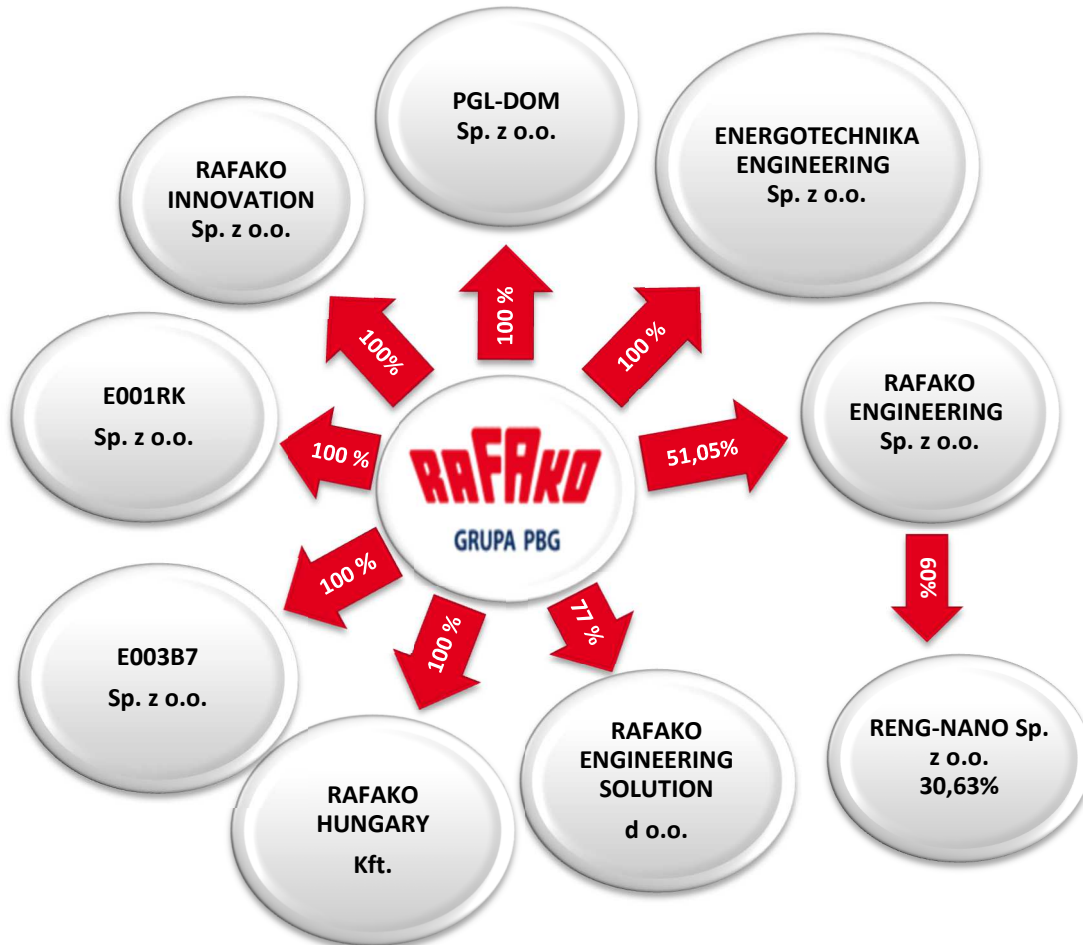 PGL-DOM
Sp. z o.o.
ENERGOTECHNIKA
ENGINEERING
Sp. z o.o.
RAFAKO
INNOVATION
Sp. z o.o.
100%
100 %
100 %
E001RK
Sp. z o.o.
100 %
RAFAKO
GRUPA PBG
51,05%
RAFAKO
ENGINEERING
Sp. z o.o.
100 %
100 %
77 %
60%
E003B7
Sp. z o.o.
RAFAKO
HUNGARY
Kft.
RAFAKO
ENGINEERING
SOLUTION
d o.o.
RENG-NANO Sp.
z o.o.
30,63%